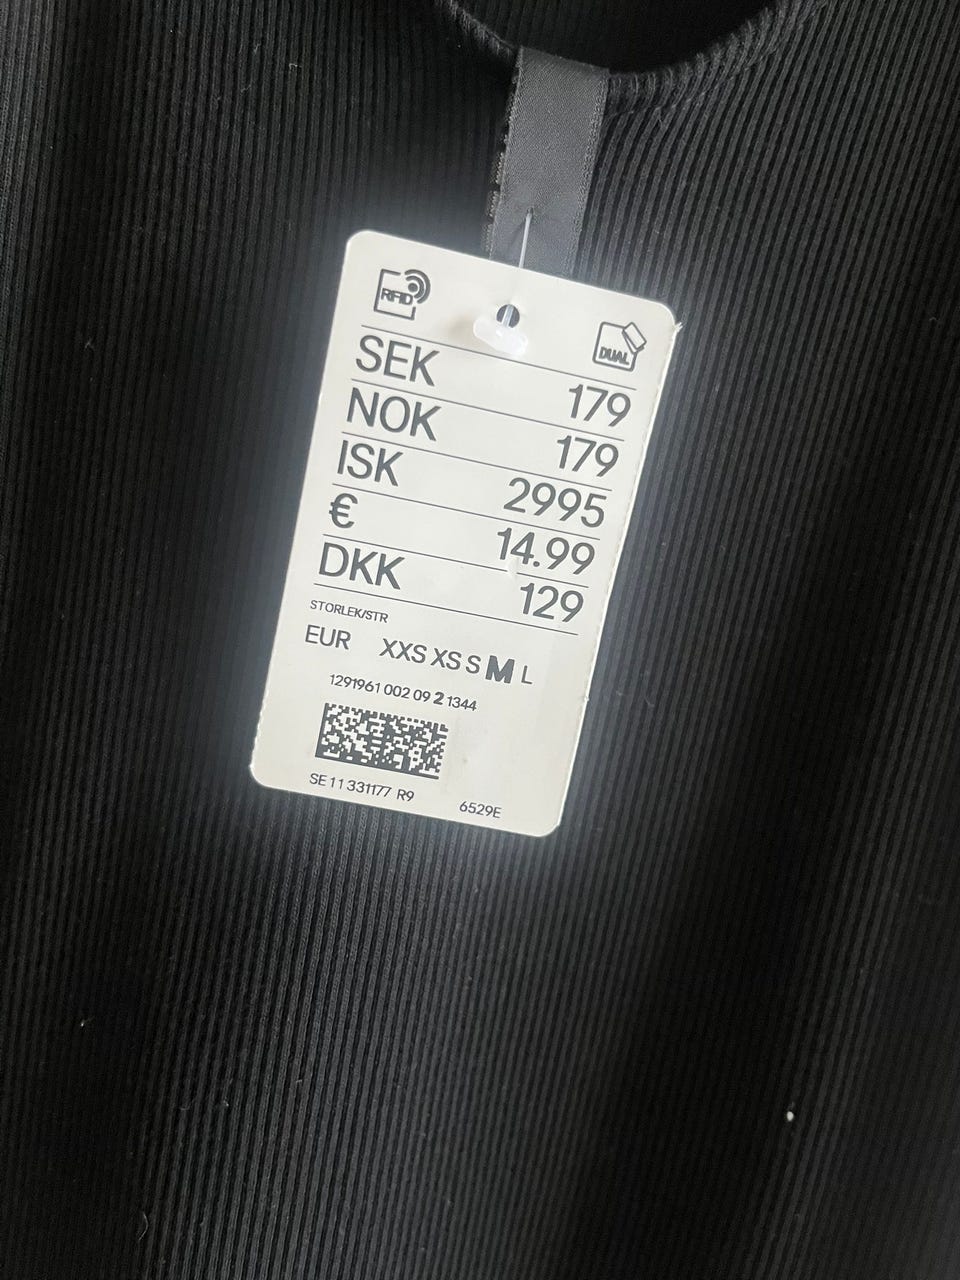 RFID
DUAL
SEK 179
NOK 179
ISK 2995
€ 14.99
DKK 129
STORLEK/STR
EUR XXS XS S M L
1291961 002 09 2 1344
SE 11 331177 R9 6529E